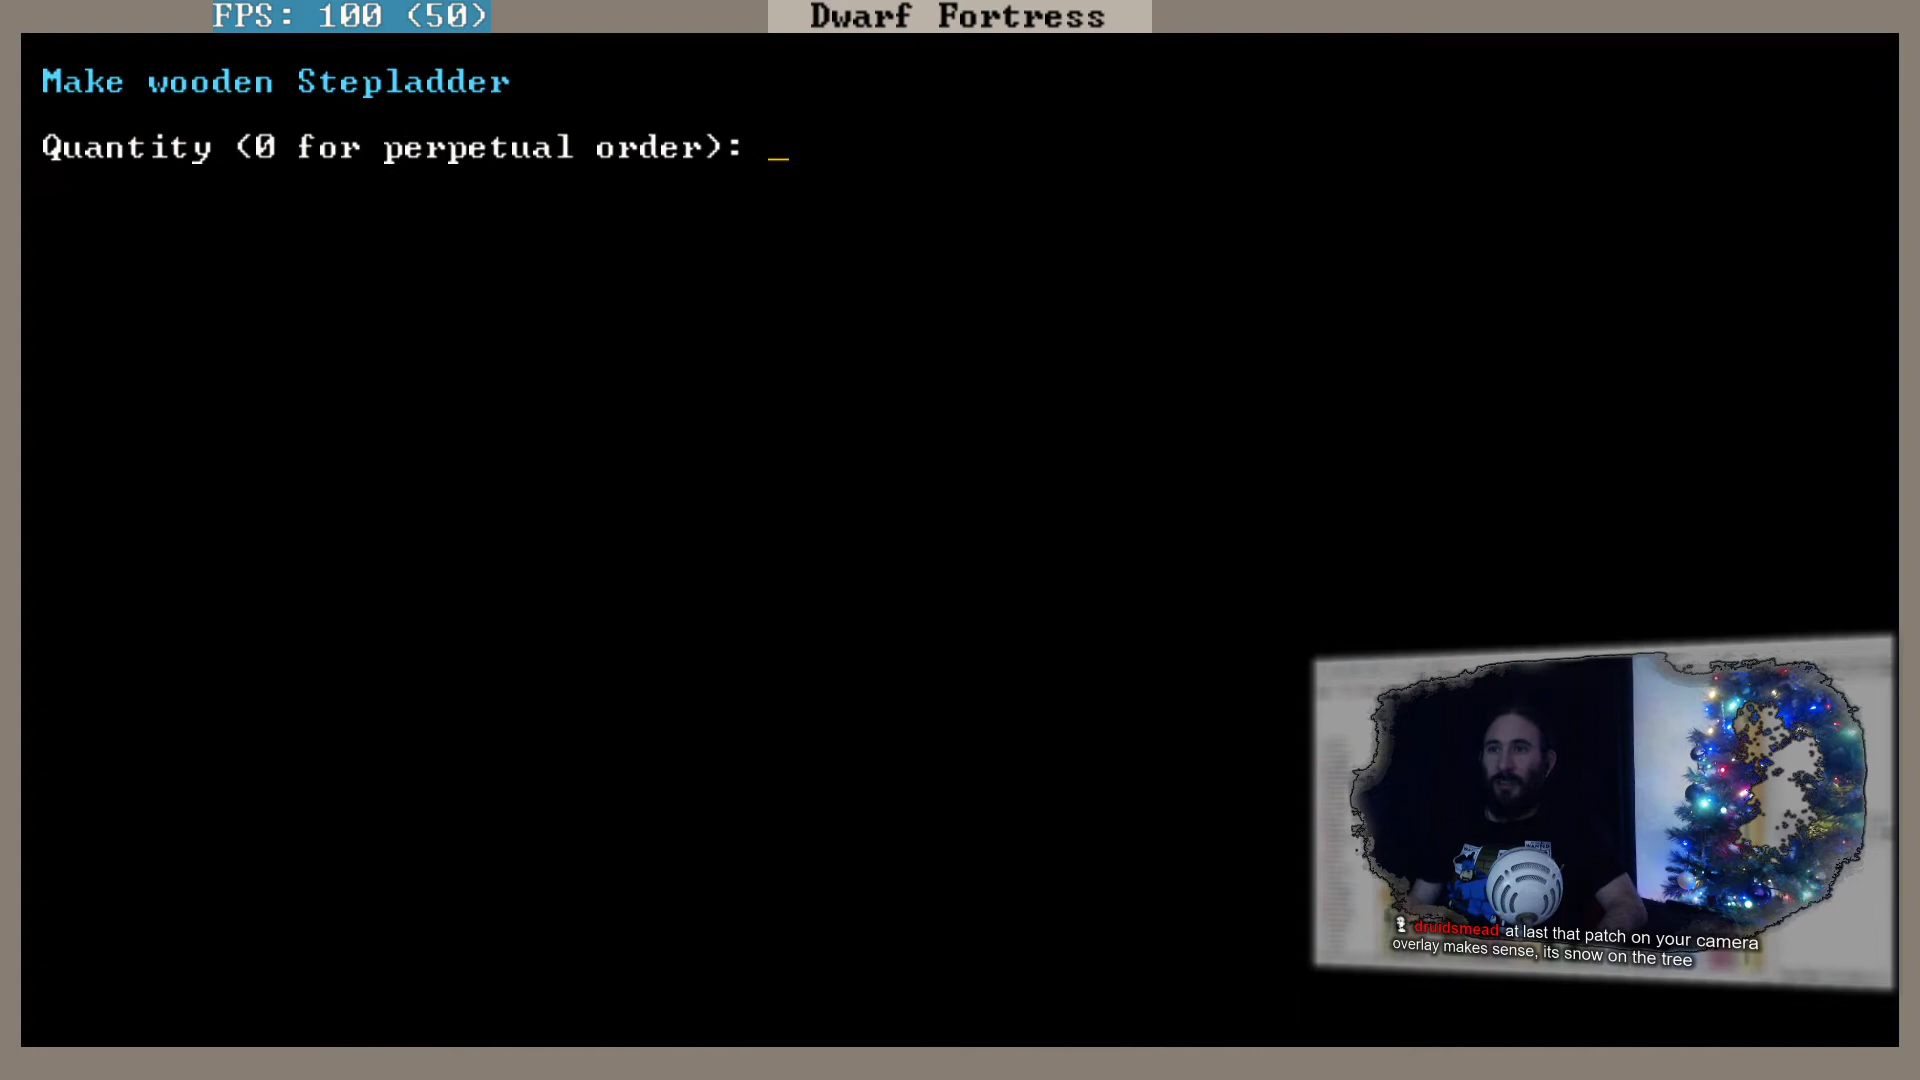 FPS: 100 (50)
Dwarf Fortress
Make wooden Stepladder
Quantity (0 for perpetual order): _
druidsmead at last that patch on your camera
overlay makes sense, its snow on the tree